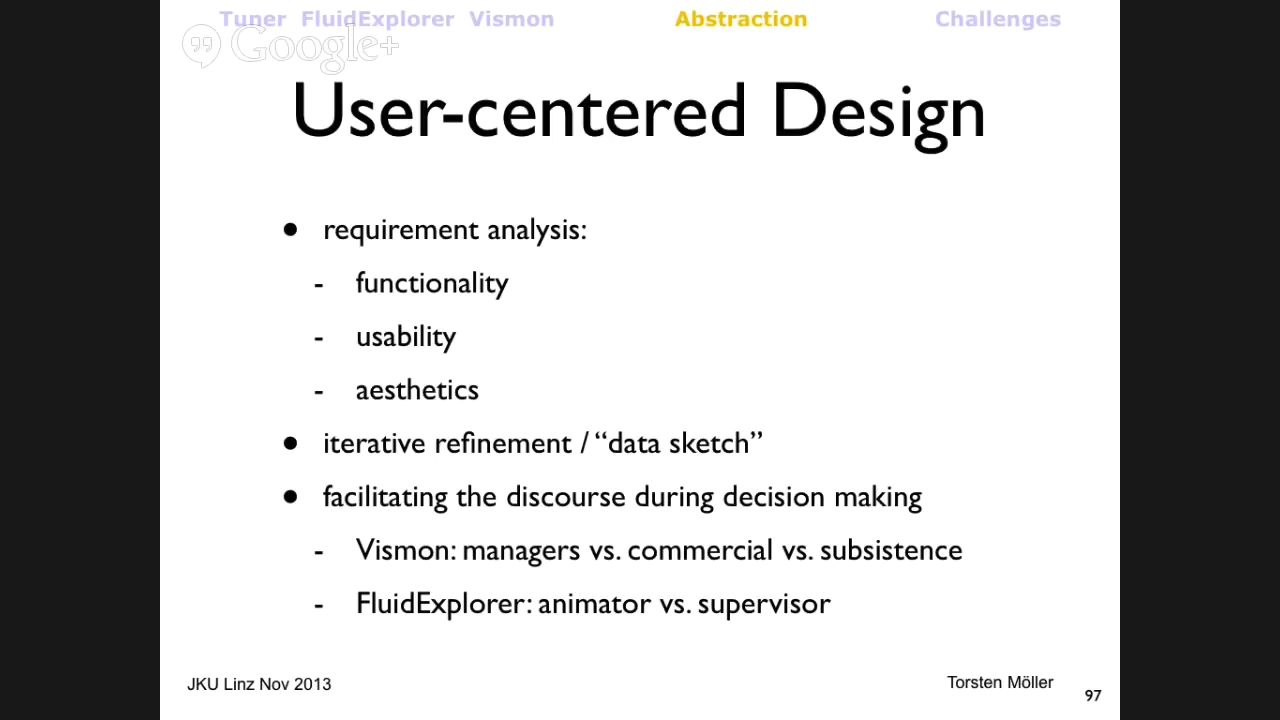 Tuner FluidExplorer Vismon Abstraction Challenges
Google+
User-centered Design
• requirement analysis:
- functionality
- usability
- aesthetics
• iterative refinement / “data sketch”
• facilitating the discourse during decision making
- Vismon: managers vs. commercial vs. subsistence
- FluidExplorer: animator vs. supervisor
JKU Linz Nov 2013
Torsten Möller
97